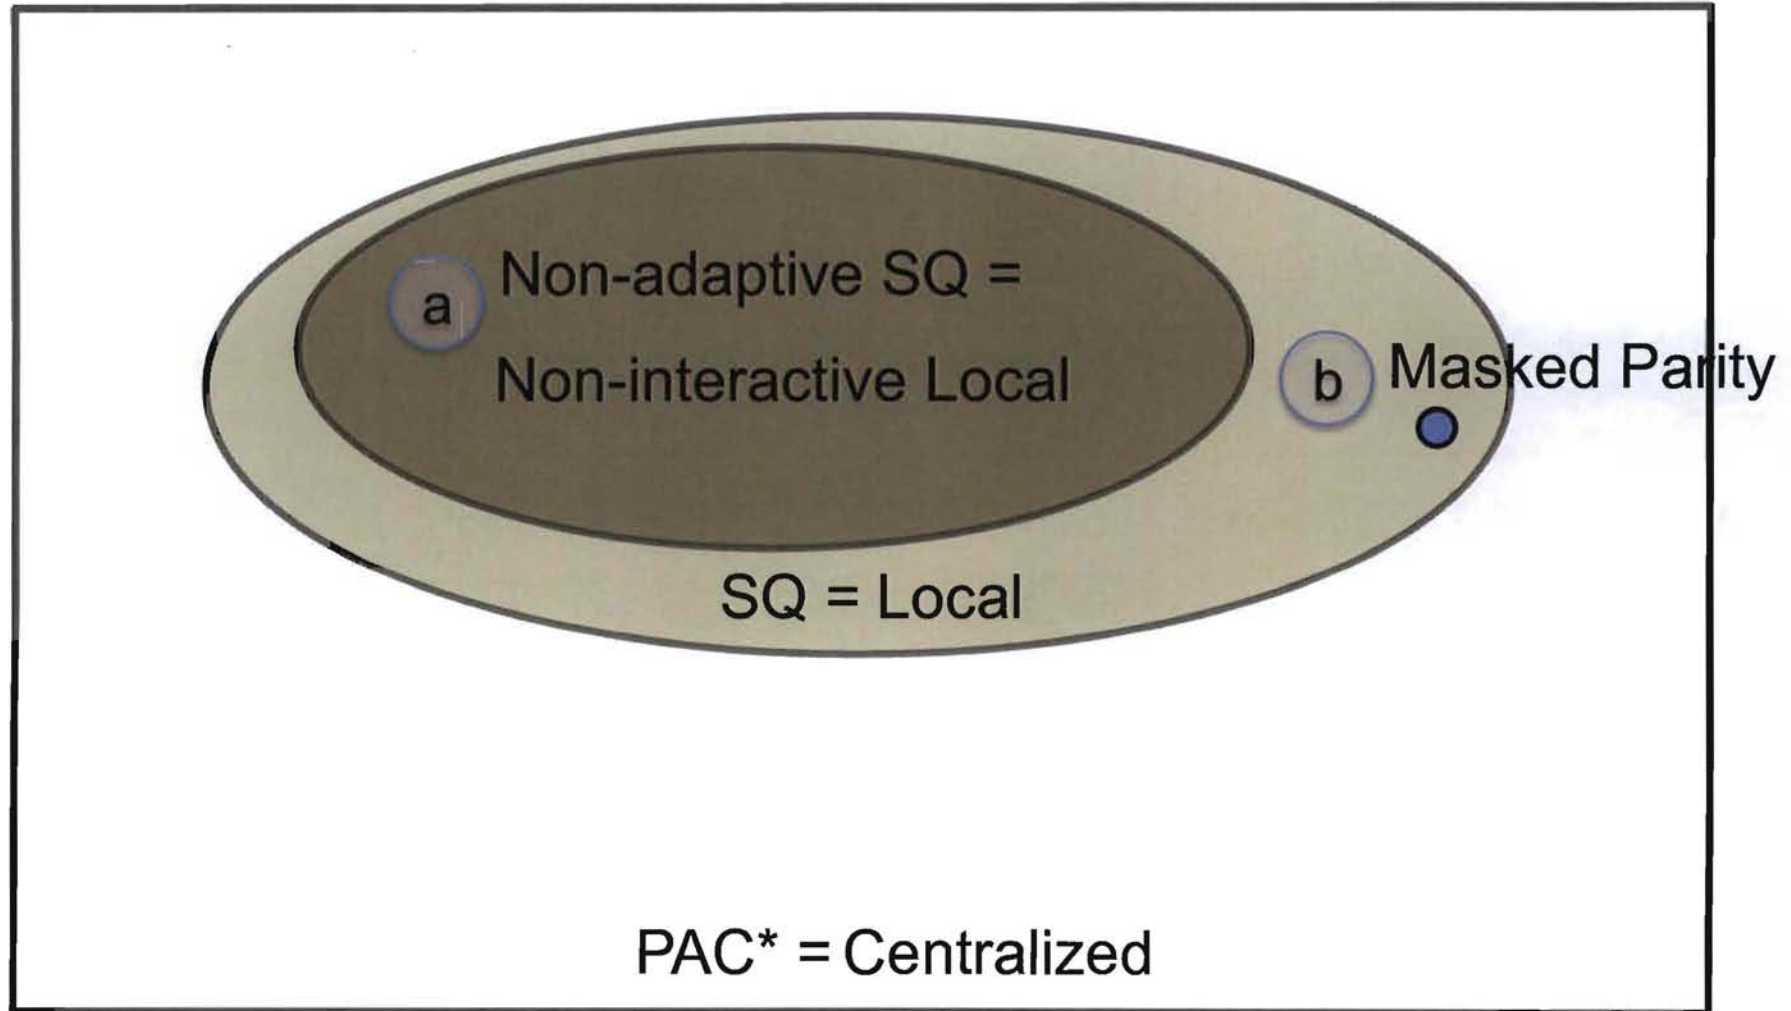 a
Non-adaptive SQ =
Non-interactive Local
b
Masked Parity
SQ = Local
PAC* = Centralized